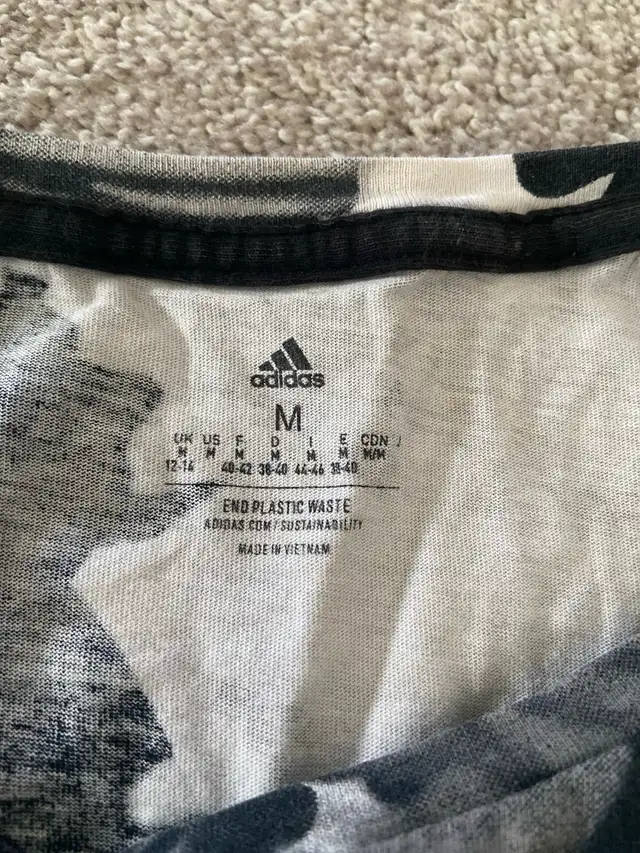 adidas
M
UK US F D I E CDN J
M M M M M M M/M
12-14 40-42 38-40 44-46 38-40
END PLASTIC WASTE
ADIDAS.COM/SUSTAINABILITY
MADE IN VIETNAM